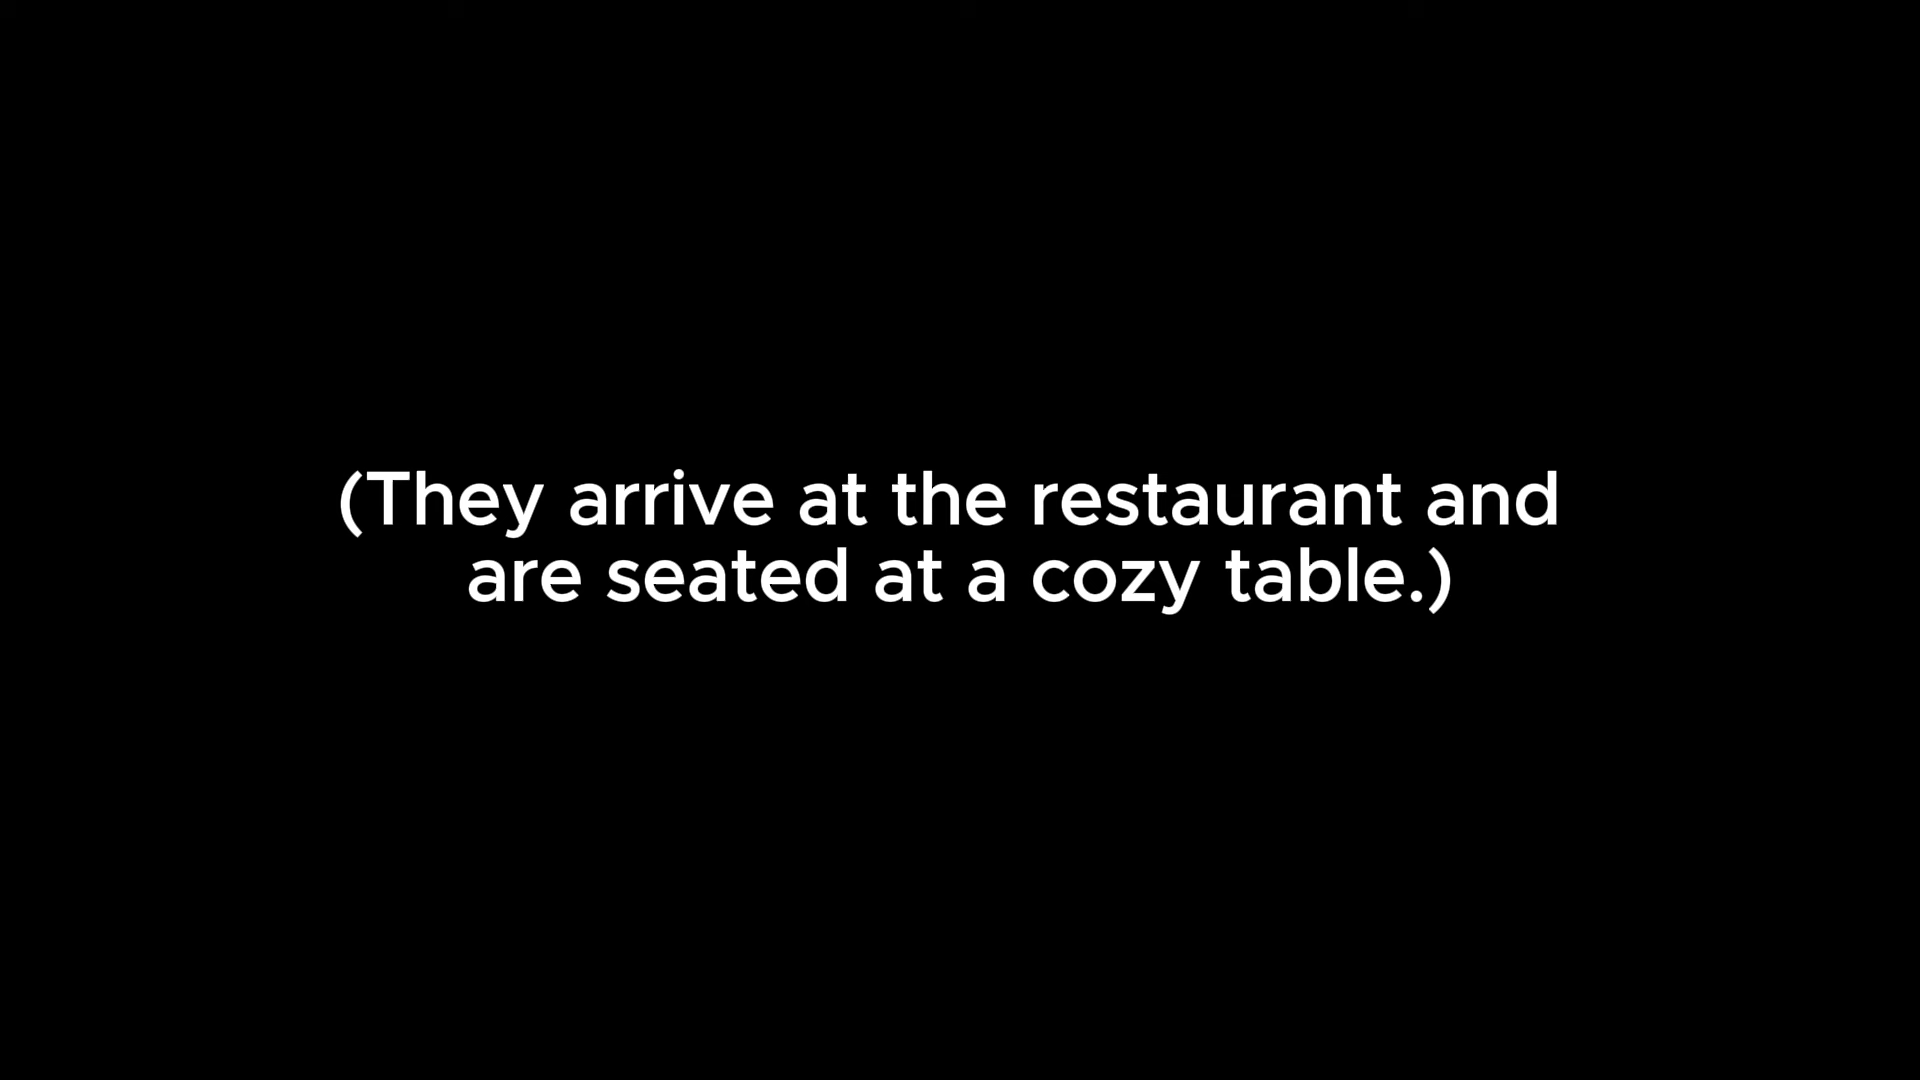 (They arrive at the restaurant and
are seated at a cozy table.)